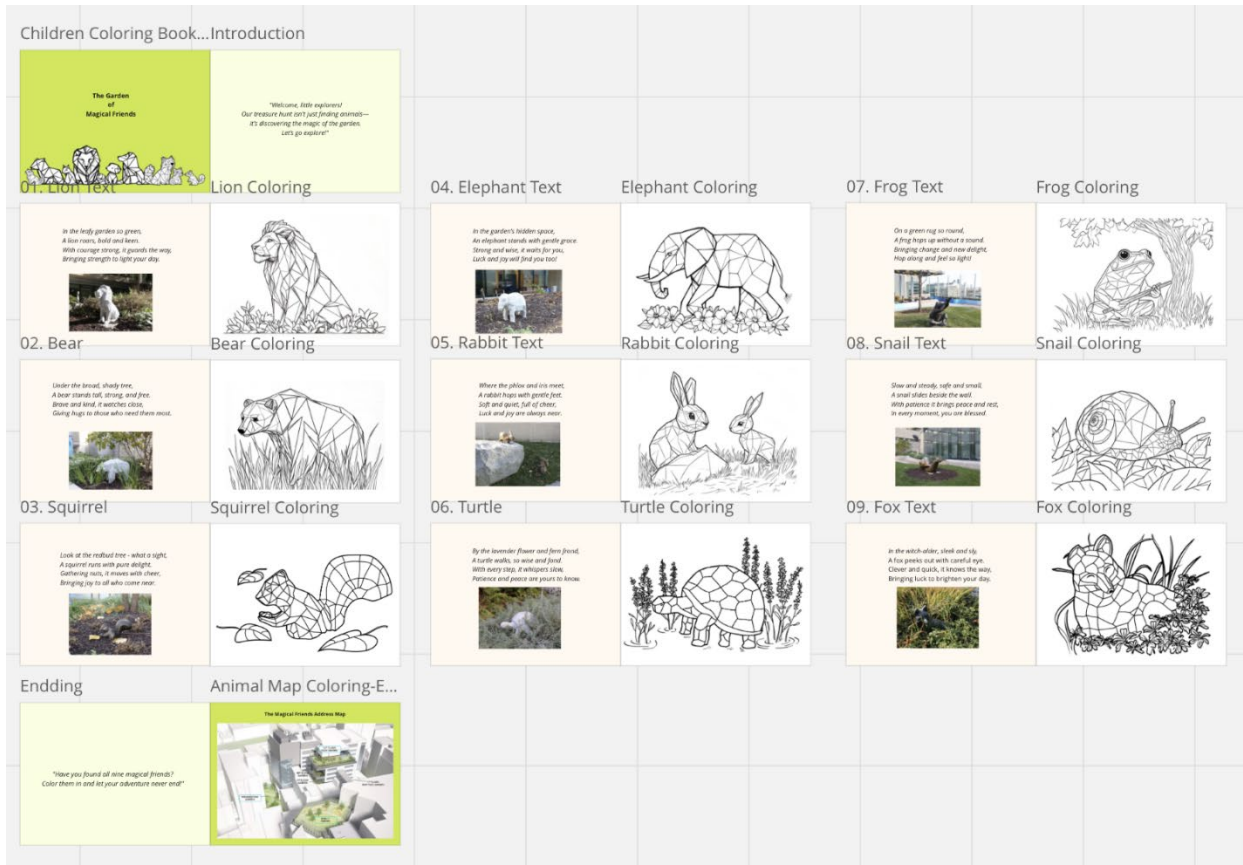 Children Coloring Book...
Introduction
The Garden
of
Magical Friends
"Welcome, little explorers!
Our treasure hunt isn't just finding animals—
it's discovering the magic of the garden.
Let's go explore!"
01. Lion Text
Lion Coloring
In the leafy garden so green,
A lion roars, bold and keen.
With courage strong, it guards the way,
Bringing strength to light your day.
02. Bear
Bear Coloring
Under the broad, shady tree,
A bear stands tall, strong, and free.
Brave and kind, it watches close,
Giving hugs to those who need them most.
03. Squirrel
Squirrel Coloring
Look at the redbud tree - what a sight,
A squirrel runs with pure delight.
Gathering nuts, it moves with cheer,
Bringing joy to all who come near.
04. Elephant Text
Elephant Coloring
In the garden's hidden space,
An elephant stands with gentle grace.
Strong and wise, it waits for you,
Luck and joy will find you too!
05. Rabbit Text
Rabbit Coloring
Where the phlox and iris meet,
A rabbit hops with gentle feet.
Soft and quiet, full of cheer,
Luck and joy are always near.
06. Turtle
Turtle Coloring
By the lavender flower and fern frond,
A turtle walks, so wise and fond.
With every step, it whispers slow,
Patience and peace are yours to know.
07. Frog Text
Frog Coloring
On a green rug so round,
A frog hops up without a sound.
Bringing change and new delight,
Hop along and feel so light!
08. Snail Text
Snail Coloring
Slow and steady, safe and small,
A snail slides beside the wall.
With patience it brings peace and rest,
In every moment, you are blessed.
09. Fox Text
Fox Coloring
In the witch-alder, sleek and sly,
A fox peeks out with careful eye.
Clever and quick, it knows the way,
Bringing luck to brighten your day.
Endding
Animal Map Coloring-E...
"Have you found all nine magical friends?
Color them in and let your adventure never end!"
The Magical Friends Address Map